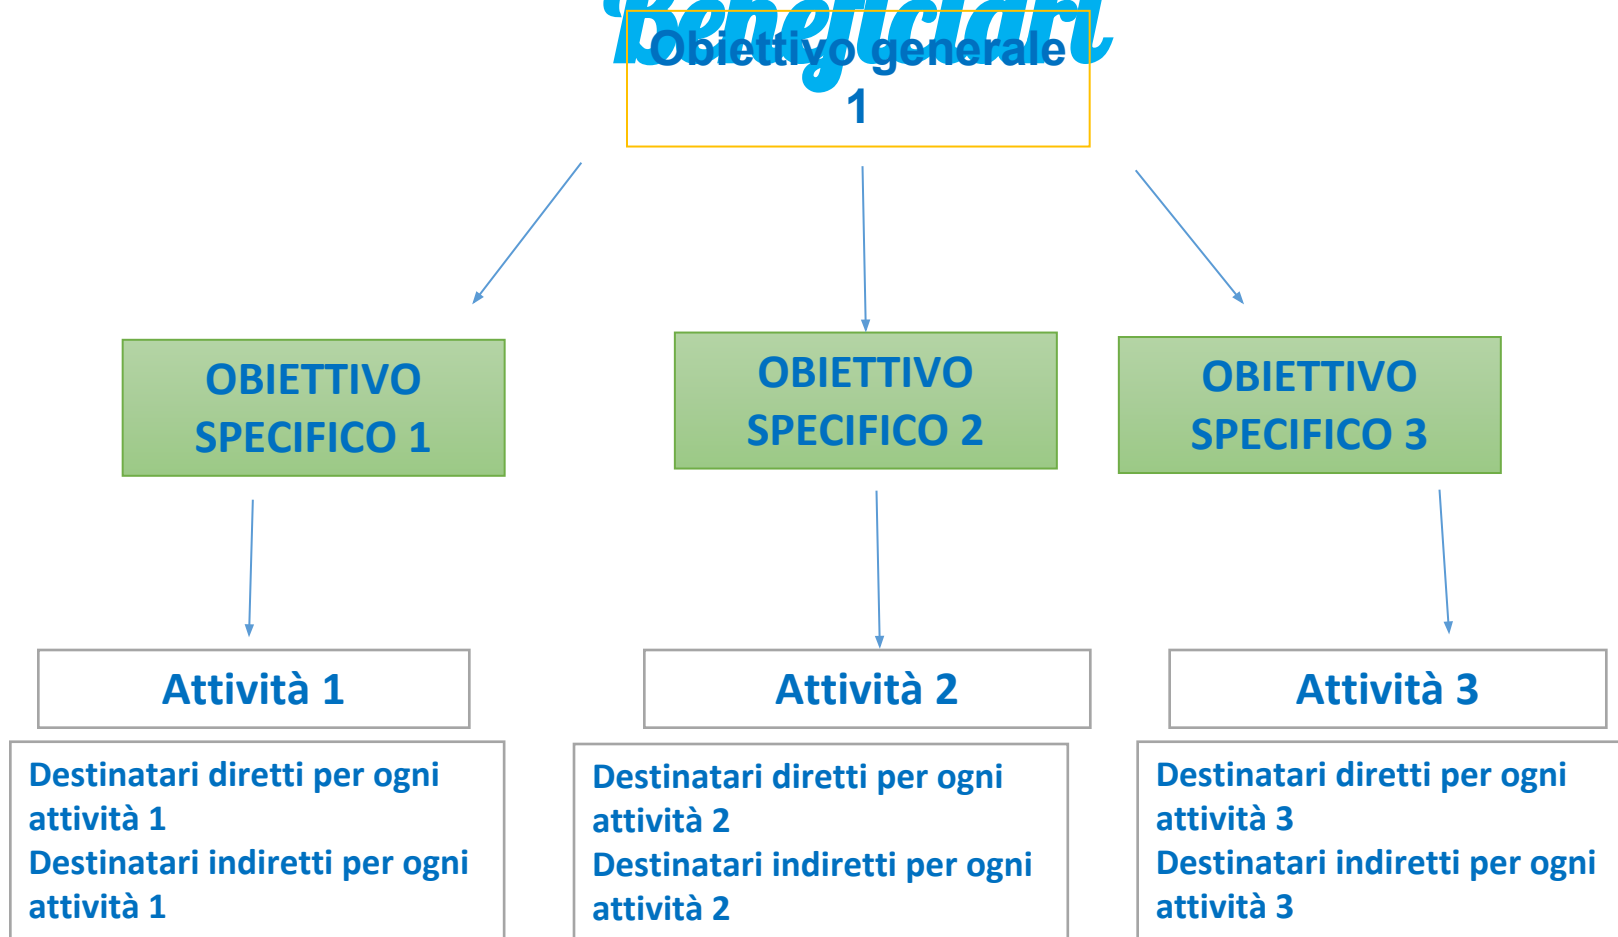 Beneficiari
Obiettivo generale
1
OBIETTIVO
SPECIFICO 1
OBIETTIVO
SPECIFICO 2
OBIETTIVO
SPECIFICO 3
Attività 1
Attività 2
Attività 3
Destinatari diretti per ogni
attività 1
Destinatari indiretti per ogni
attività 1
Destinatari diretti per ogni
attività 2
Destinatari indiretti per ogni
attività 2
Destinatari diretti per ogni
attività 3
Destinatari indiretti per ogni
attività 3